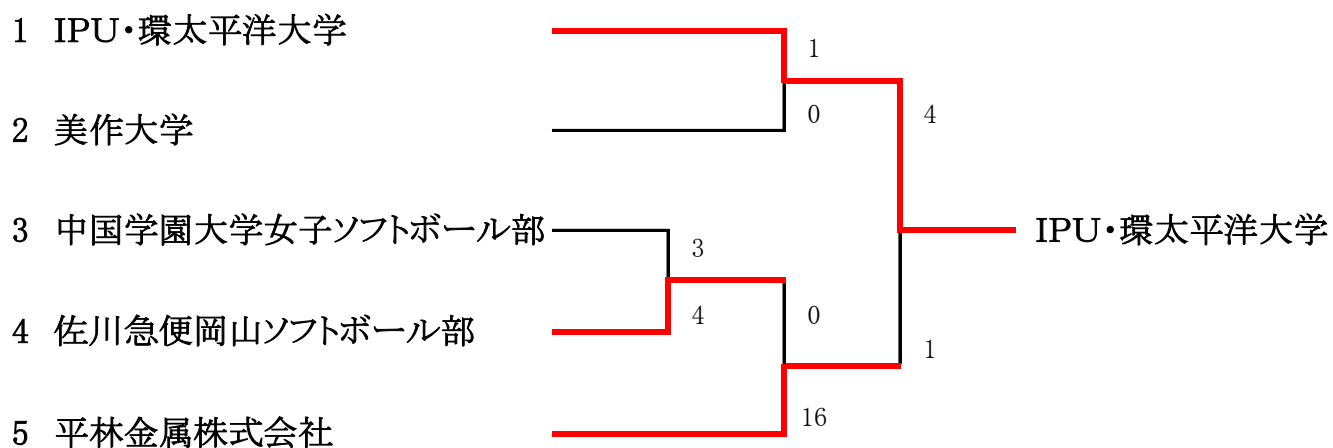 1 IPU・環太平洋大学
1
0
4
2 美作大学
3 中国学園大学女子ソフトボール部
3
IPU・環太平洋大学
4 佐川急便岡山ソフトボール部
4
0
1
16
5 平林金属株式会社